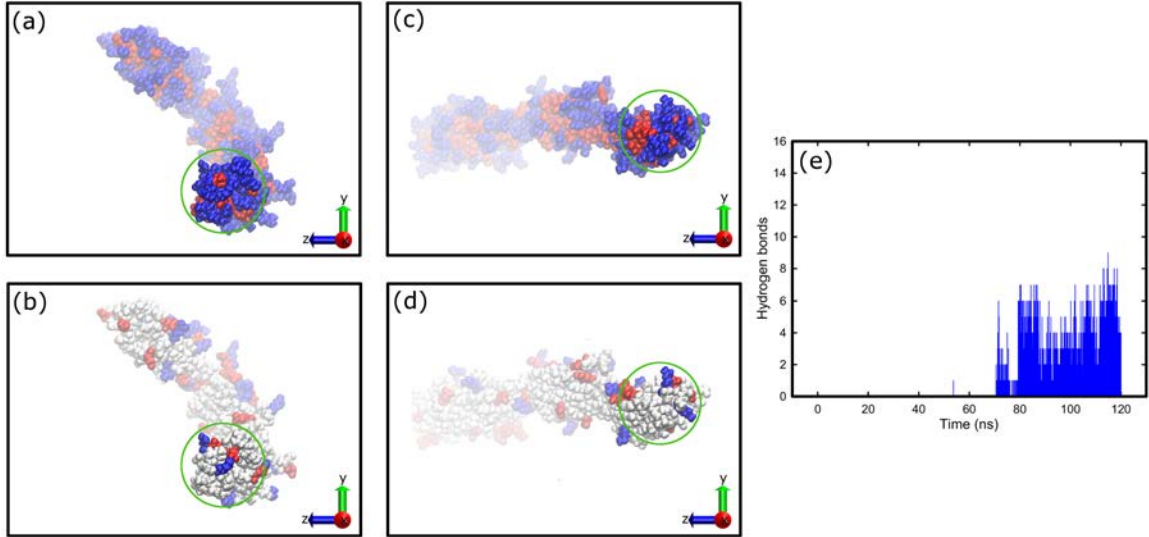 (a)
y
z
x
(c)
y
z
x
(b)
y
z
x
(d)
y
z
x
(e)
16
14
12
10
8
6
4
2
0
Hydrogen bonds
0 20 40 60 80 100 120
Time (ns)